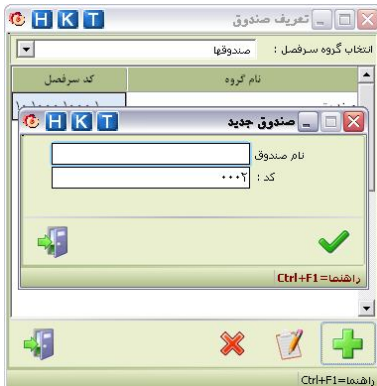 تعریف صندوق
HKT
انتخاب گروه سرفصل : صندوقها
نام گروه کد سرفصل
صندوق جدید
HKT
نام صندوق
کد : ۰۰۰۲
راهنما=Ctrl+F1
راهنما=Ctrl+F1